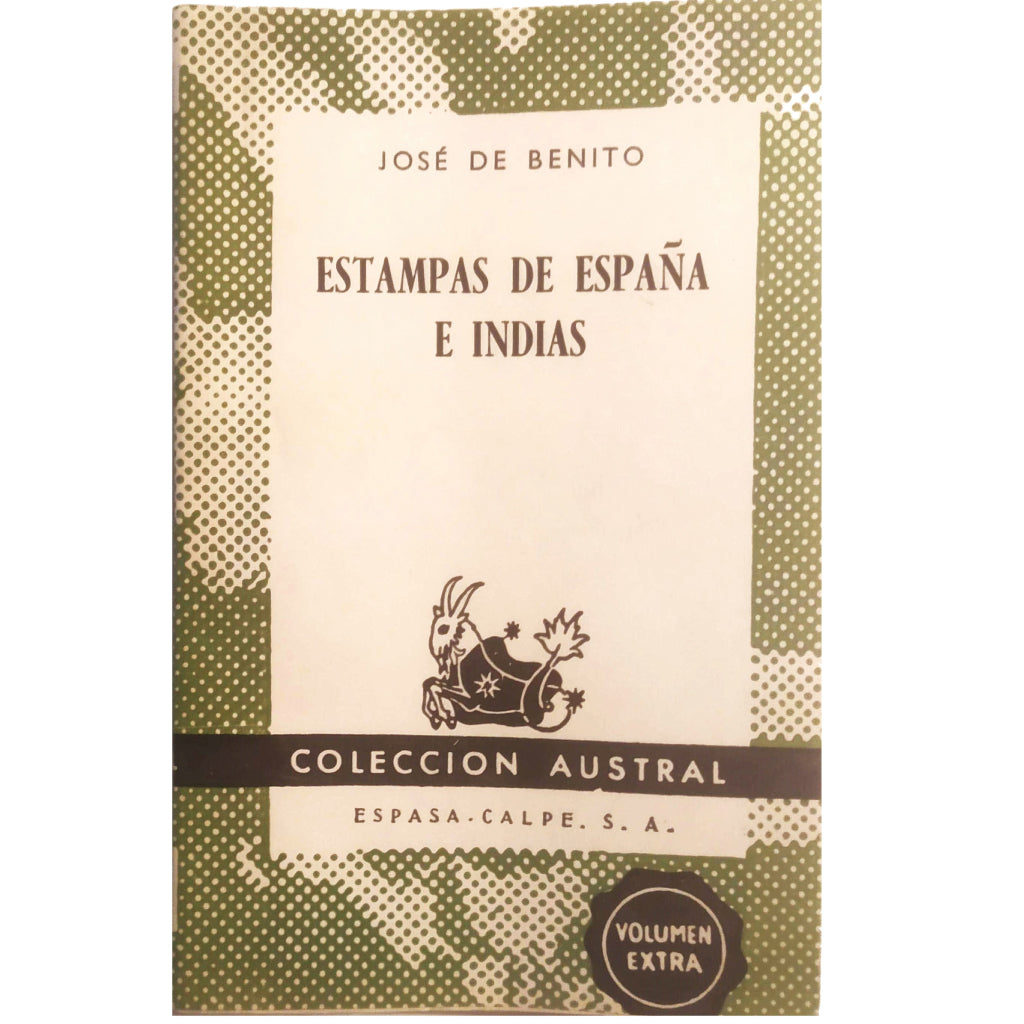 JOSÉ DE BENITO
ESTAMPAS DE ESPAÑA
E INDIAS
COLECCION AUSTRAL
ESPASA-CALPE. S. A.
VOLUMEN
EXTRA